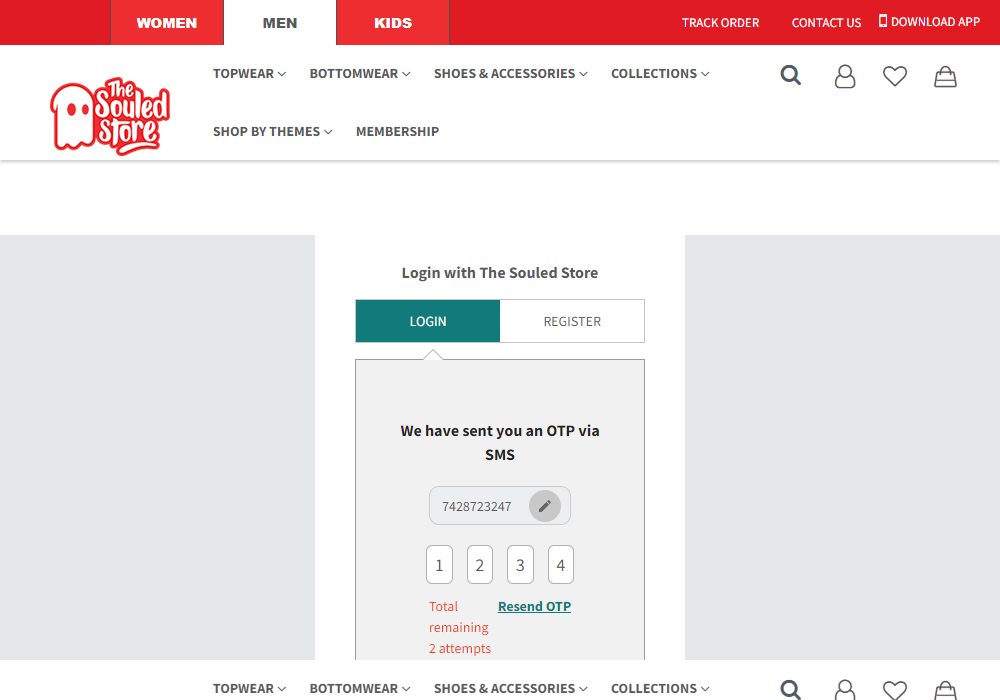 WOMEN MEN KIDS TRACK ORDER CONTACT US DOWNLOAD APP
TOPWEAR BOTTOMWEAR SHOES & ACCESSORIES COLLECTIONS
The
Souled
Store
SHOP BY THEMES MEMBERSHIP
Login with The Souled Store
LOGIN REGISTER
We have sent you an OTP via
SMS
7428723247
1 2 3 4
Total Resend OTP
remaining
2 attempts
TOPWEAR BOTTOMWEAR SHOES & ACCESSORIES COLLECTIONS